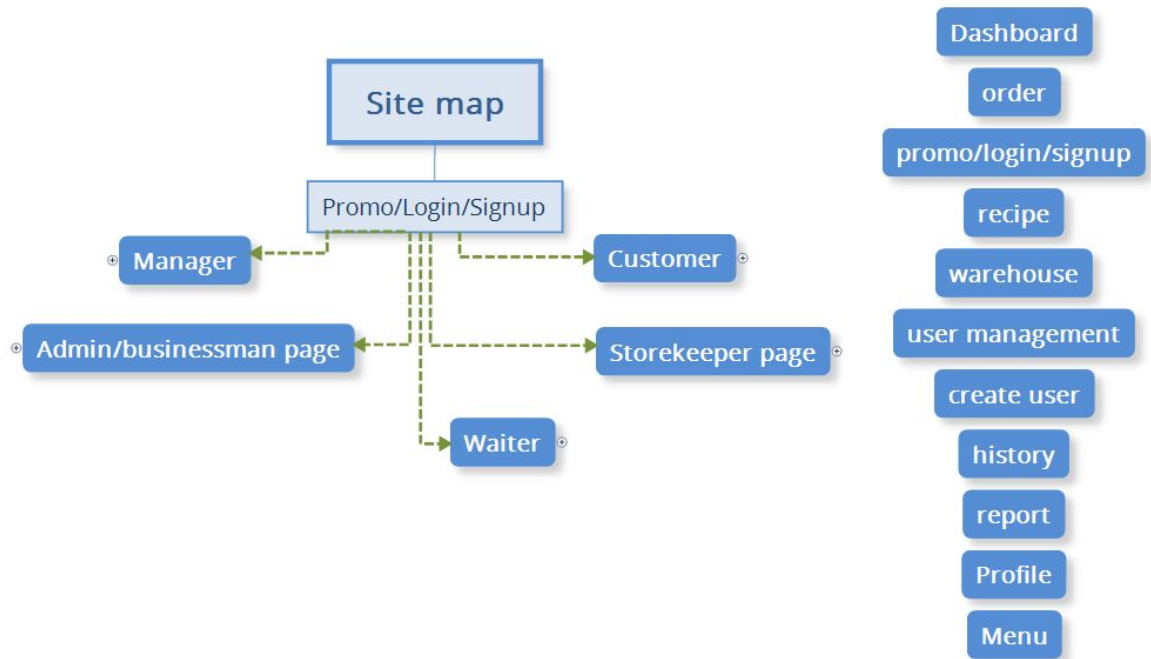 Site map
Promo/Login/Signup
Manager
Customer
Admin/businessman page
Storekeeper page
Waiter
Dashboard
order
promo/login/signup
recipe
warehouse
user management
create user
history
report
Profile
Menu